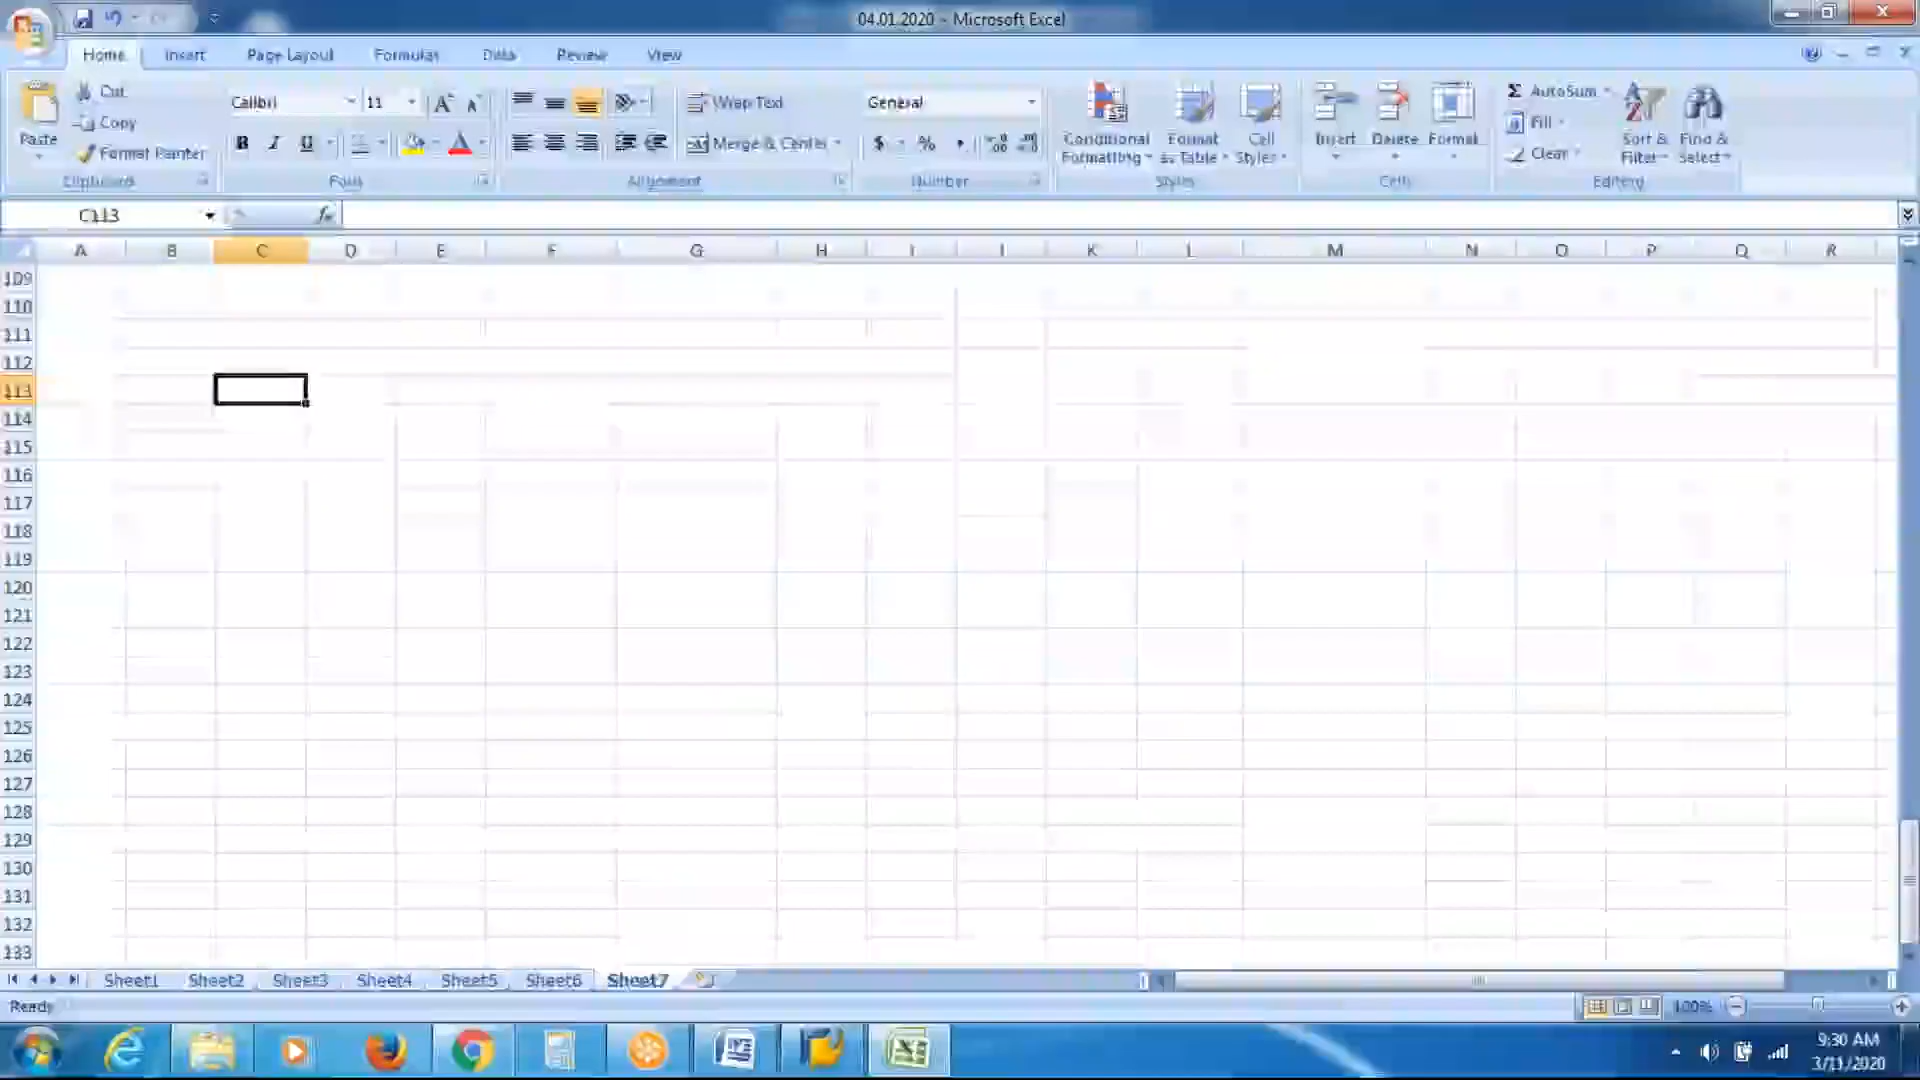 04.01.2020 - Microsoft Excel
Home Insert Page Layout Formulas Data Review View
Cut
Copy
Format Painter
Paste
Clipboard
Calibri 11
B I U
Font
Wrap Text
Merge & Center
Alignment
General
$ %
Number
Conditional Formatting
Format as Table
Cell Styles
Styles
Insert Delete Format
Cells
Σ AutoSum
Fill
Clear
Sort & Filter
Find & Select
Editing
C113 fx
A B C D E F G H I J K L M N O P Q R
109
110
111
112
113
114
115
116
117
118
119
120
121
122
123
124
125
126
127
128
129
130
131
132
133
Sheet1 Sheet2 Sheet3 Sheet4 Sheet5 Sheet6 Sheet7
Ready 100%
9:30 AM
3/11/2020